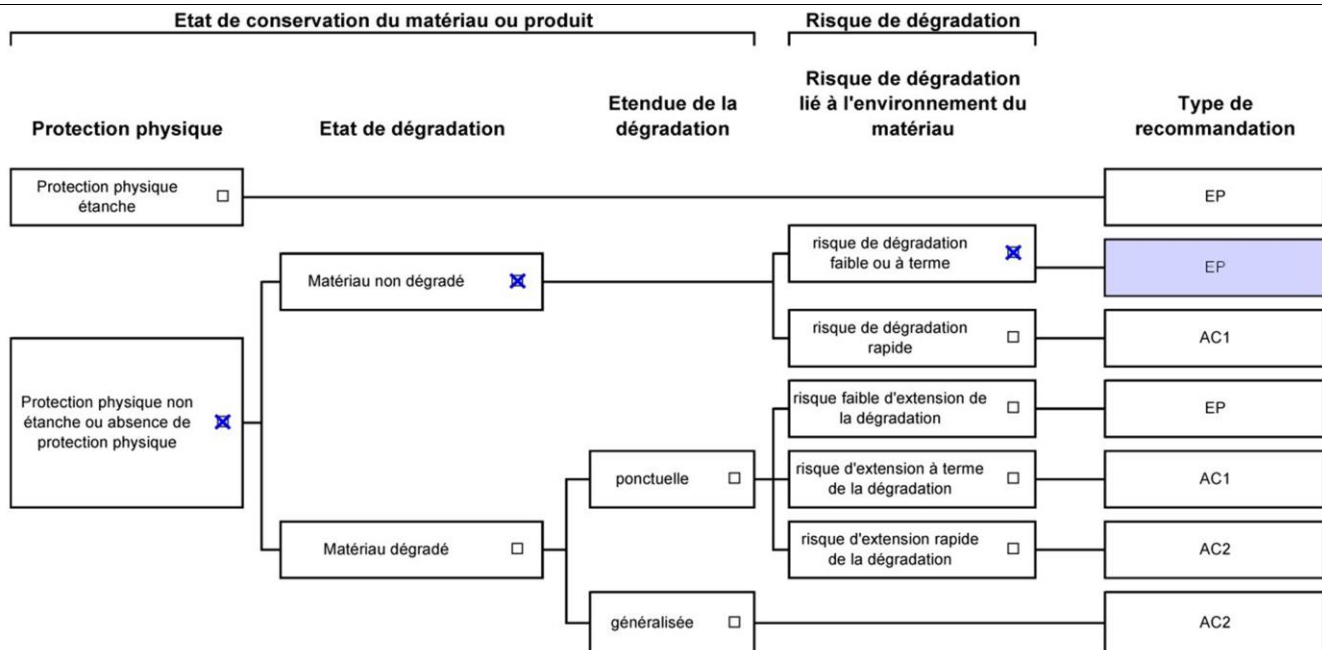 Etat de conservation du matériau ou produit
Risque de dégradation
Protection physique
Etat de dégradation
Etendue de la
dégradation
Risque de dégradation
lié à l'environnement du
matériau
Type de
recommandation
Protection physique
étanche
EP
risque de dégradation
faible ou à terme
EP
Matériau non dégradé
risque de dégradation
rapide
AC1
Protection physique non
étanche ou absence de
protection physique
risque faible d'extension de
la dégradation
EP
ponctuelle
risque d'extension à terme
de la dégradation
AC1
Matériau dégradé
risque d'extension rapide
de la dégradation
AC2
généralisée
AC2